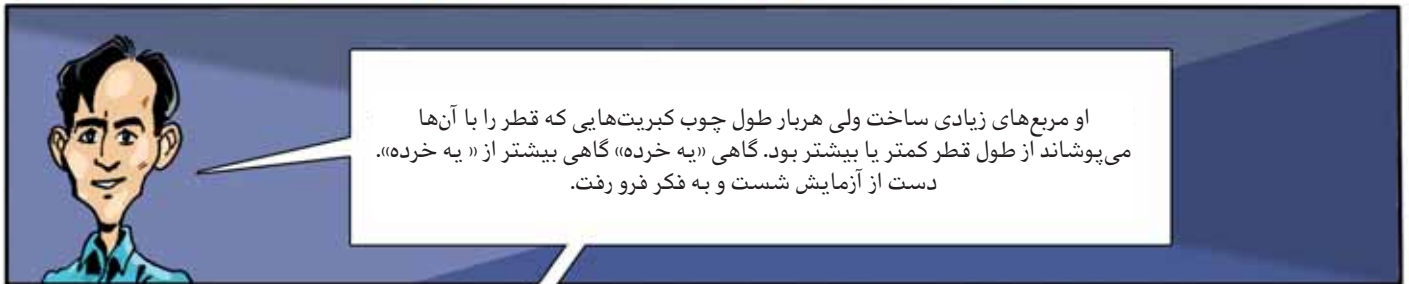 او مربع‌های زیادی ساخت ولی هربار طول چوب کبریت‌هایی که قطر را با آن‌ها
می‌پوشاند از طول قطر کمتر یا بیشتر بود. گاهی «یه خرده» گاهی بیشتر از « یه خرده».
دست از آزمایش شست و به فکر فرو رفت.